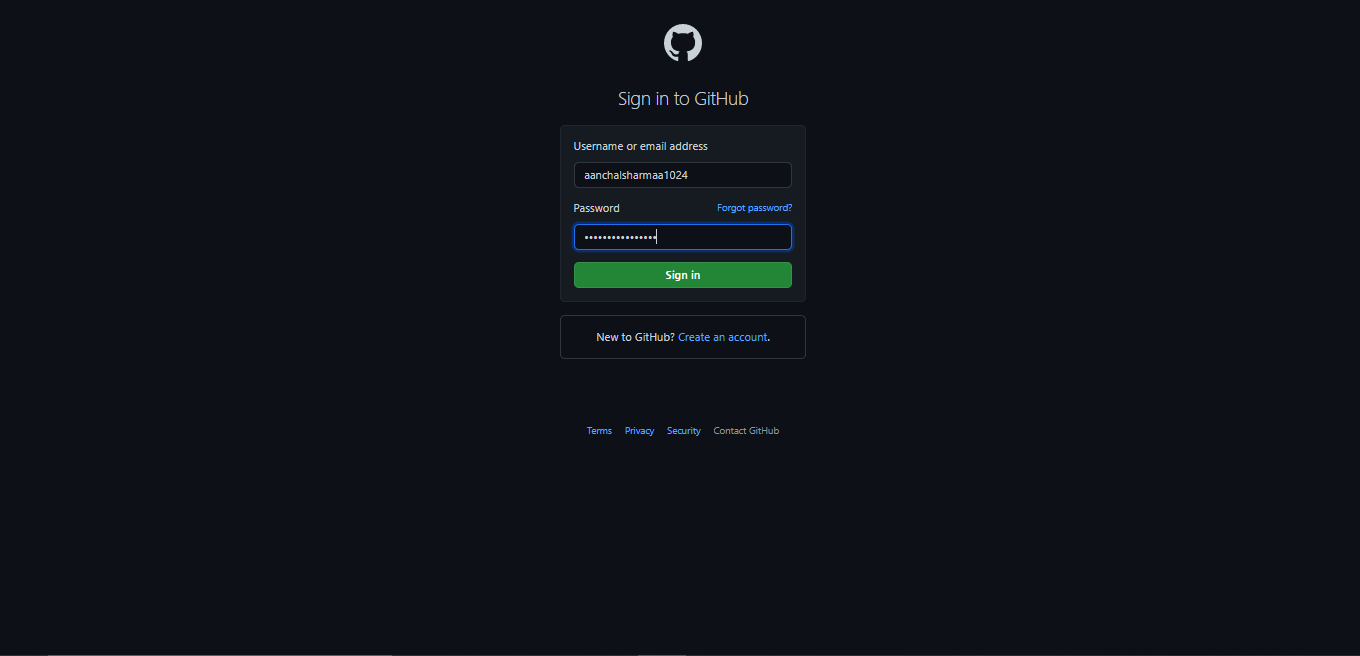 Sign in to GitHub
Username or email address
aanchalsharmaa1024
Password Forgot password?
••••••••••••••••
Sign in
New to GitHub? Create an account.
Terms Privacy Security Contact GitHub